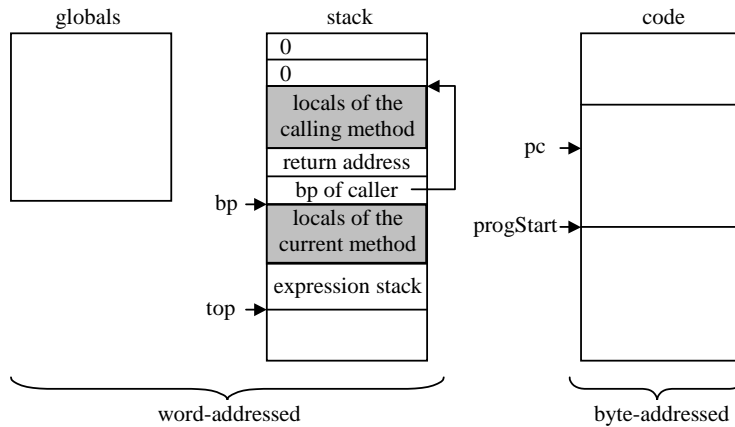 globals
stack
code
0
0
locals of the
calling method
return address
bp of caller
bp
locals of the
current method
expression stack
top
pc
progStart
word-addressed
byte-addressed